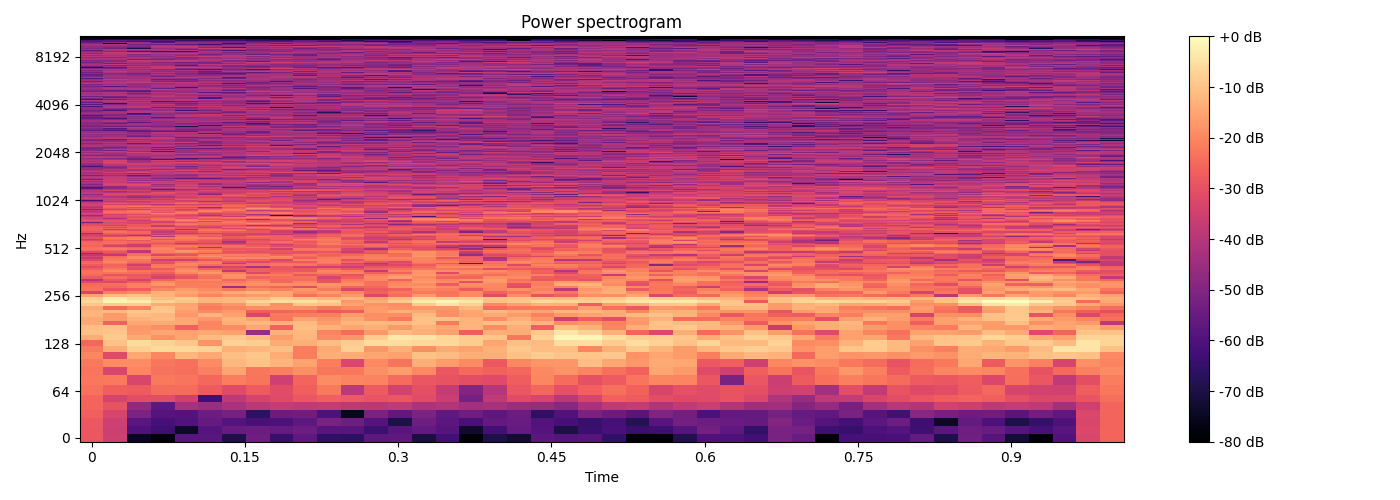 Power spectrogram
Hz
8192
4096
2048
1024
512
256
128
64
0
0 0.15 0.3 0.45 0.6 0.75 0.9
Time
+0 dB
-10 dB
-20 dB
-30 dB
-40 dB
-50 dB
-60 dB
-70 dB
-80 dB